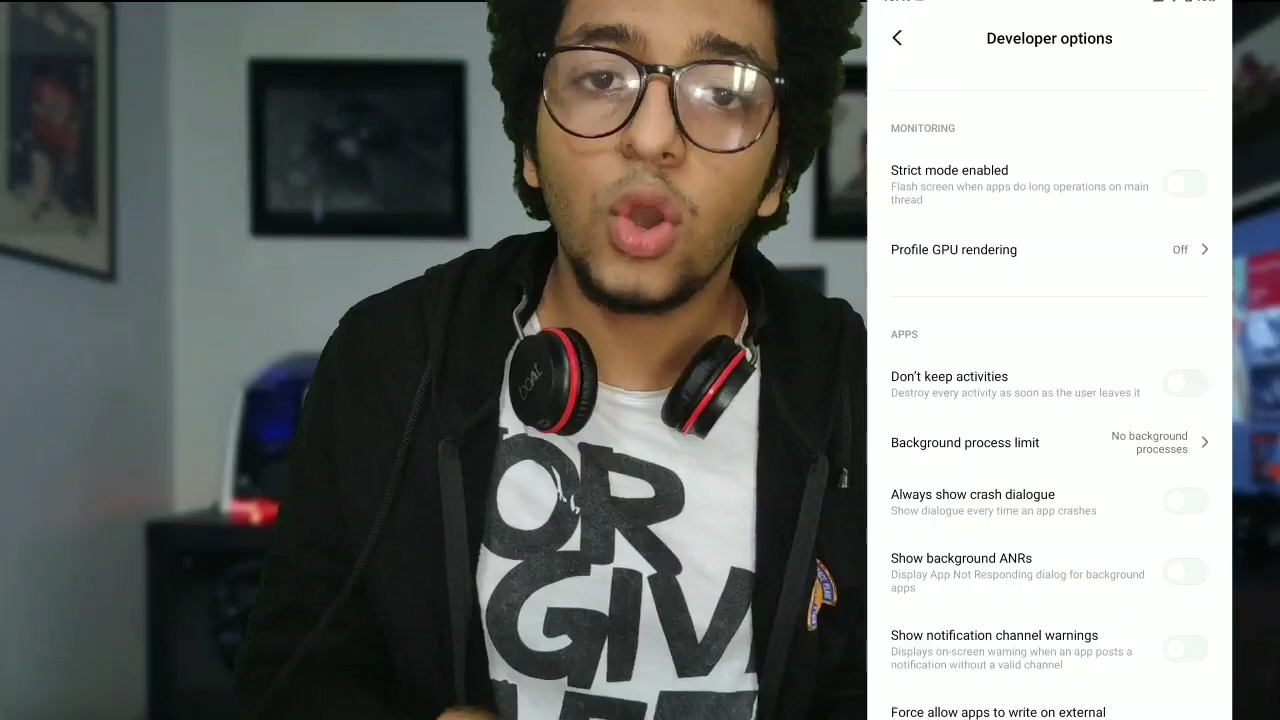 Developer options
MONITORING
Strict mode enabled
Flash screen when apps do long operations on main
thread
Profile GPU rendering
Off
APPS
Don't keep activities
Destroy every activity as soon as the user leaves it
Background process limit
No background
processes
Always show crash dialogue
Show dialogue every time an app crashes
Show background ANRs
Display App Not Responding dialog for background
apps
Show notification channel warnings
Displays on-screen warning when an app posts a
notification without a valid channel
Force allow apps to write on external
boAt
OR
GIV